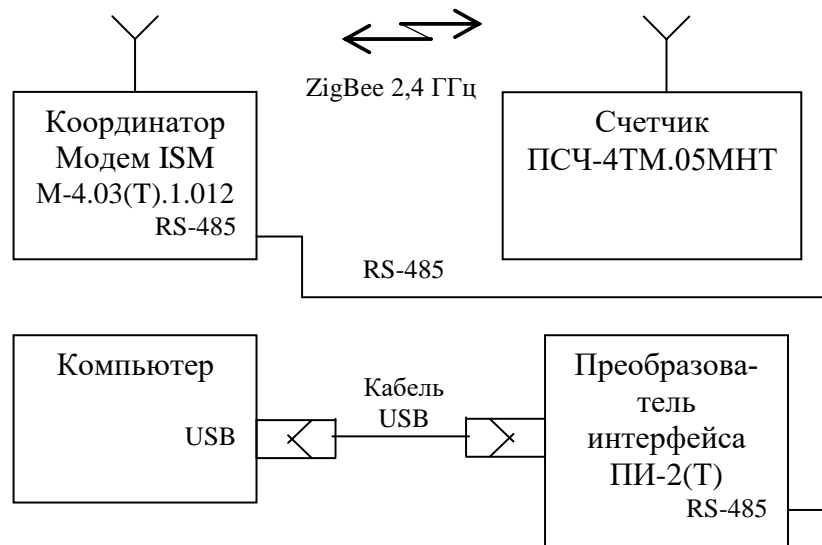 ZigBee 2,4 ГГц
Координатор
Модем ISM
М-4.03(Т).1.012
RS-485
Счетчик
ПСЧ-4ТМ.05МНТ
RS-485
Компьютер
USB
Кабель
USB
Преобразова-
тель
интерфейса
ПИ-2(Т)
RS-485